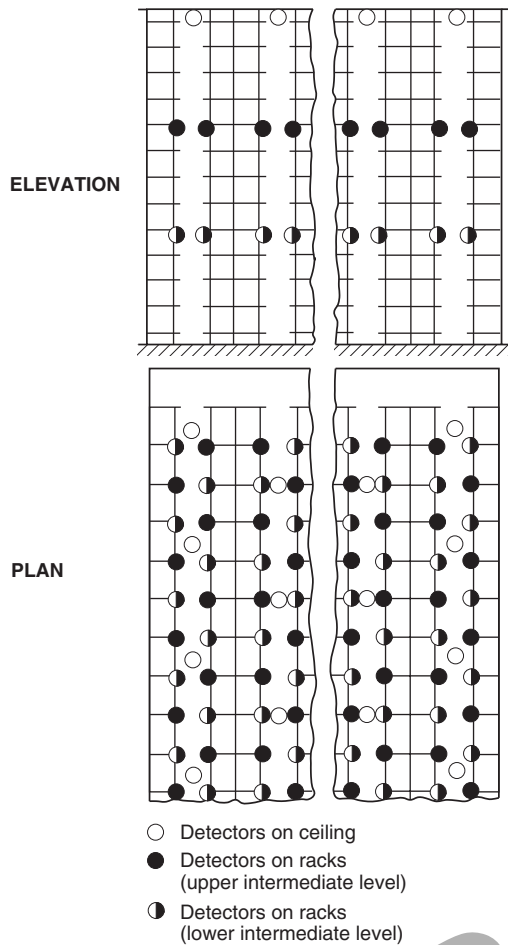 ELEVATION
PLAN
Detectors on ceiling
Detectors on racks
(upper intermediate level)
Detectors on racks
(lower intermediate level)